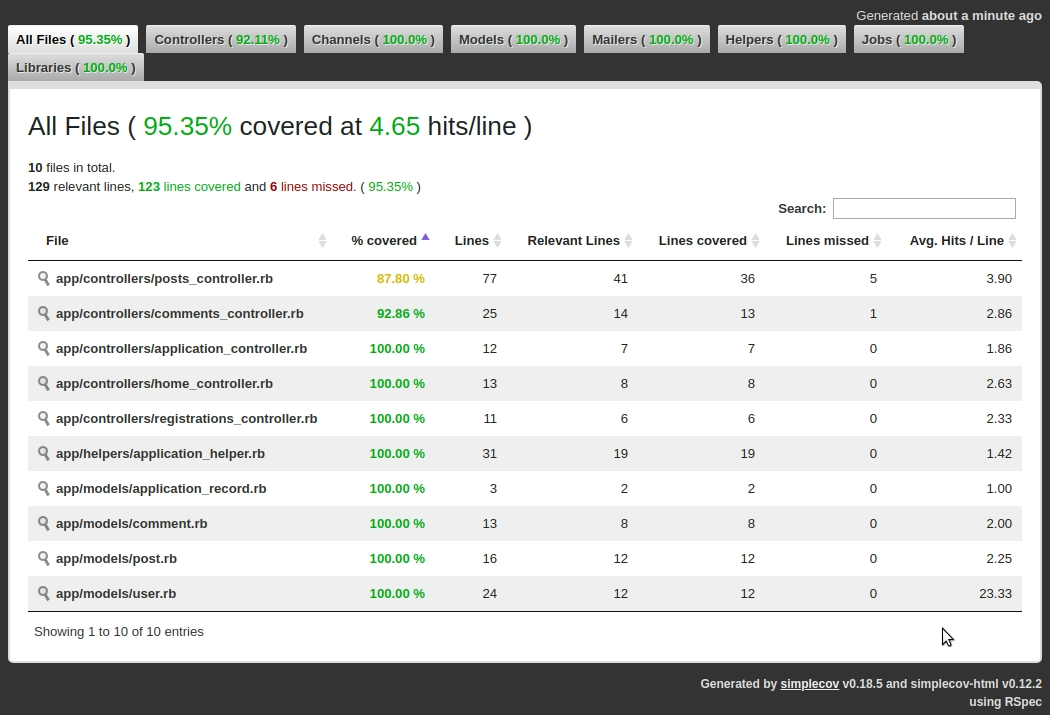 Generated about a minute ago
All Files ( 95.35% ) Controllers ( 92.11% ) Channels ( 100.0% ) Models ( 100.0% ) Mailers ( 100.0% ) Helpers ( 100.0% ) Jobs ( 100.0% )
Libraries ( 100.0% )
All Files ( 95.35% covered at 4.65 hits/line )
10 files in total.
129 relevant lines, 123 lines covered and 6 lines missed. ( 95.35% )
Search:
File % covered Lines Relevant Lines Lines covered Lines missed Avg. Hits / Line
app/controllers/posts_controller.rb 87.80 % 77 41 36 5 3.90
app/controllers/comments_controller.rb 92.86 % 25 14 13 1 2.86
app/controllers/application_controller.rb 100.00 % 12 7 7 0 1.86
app/controllers/home_controller.rb 100.00 % 13 8 8 0 2.63
app/controllers/registrations_controller.rb 100.00 % 11 6 6 0 2.33
app/helpers/application_helper.rb 100.00 % 31 19 19 0 1.42
app/models/application_record.rb 100.00 % 3 2 2 0 1.00
app/models/comment.rb 100.00 % 13 8 8 0 2.00
app/models/post.rb 100.00 % 16 12 12 0 2.25
app/models/user.rb 100.00 % 24 12 12 0 23.33
Showing 1 to 10 of 10 entries
Generated by simplecov v0.18.5 and simplecov-html v0.12.2
using RSpec